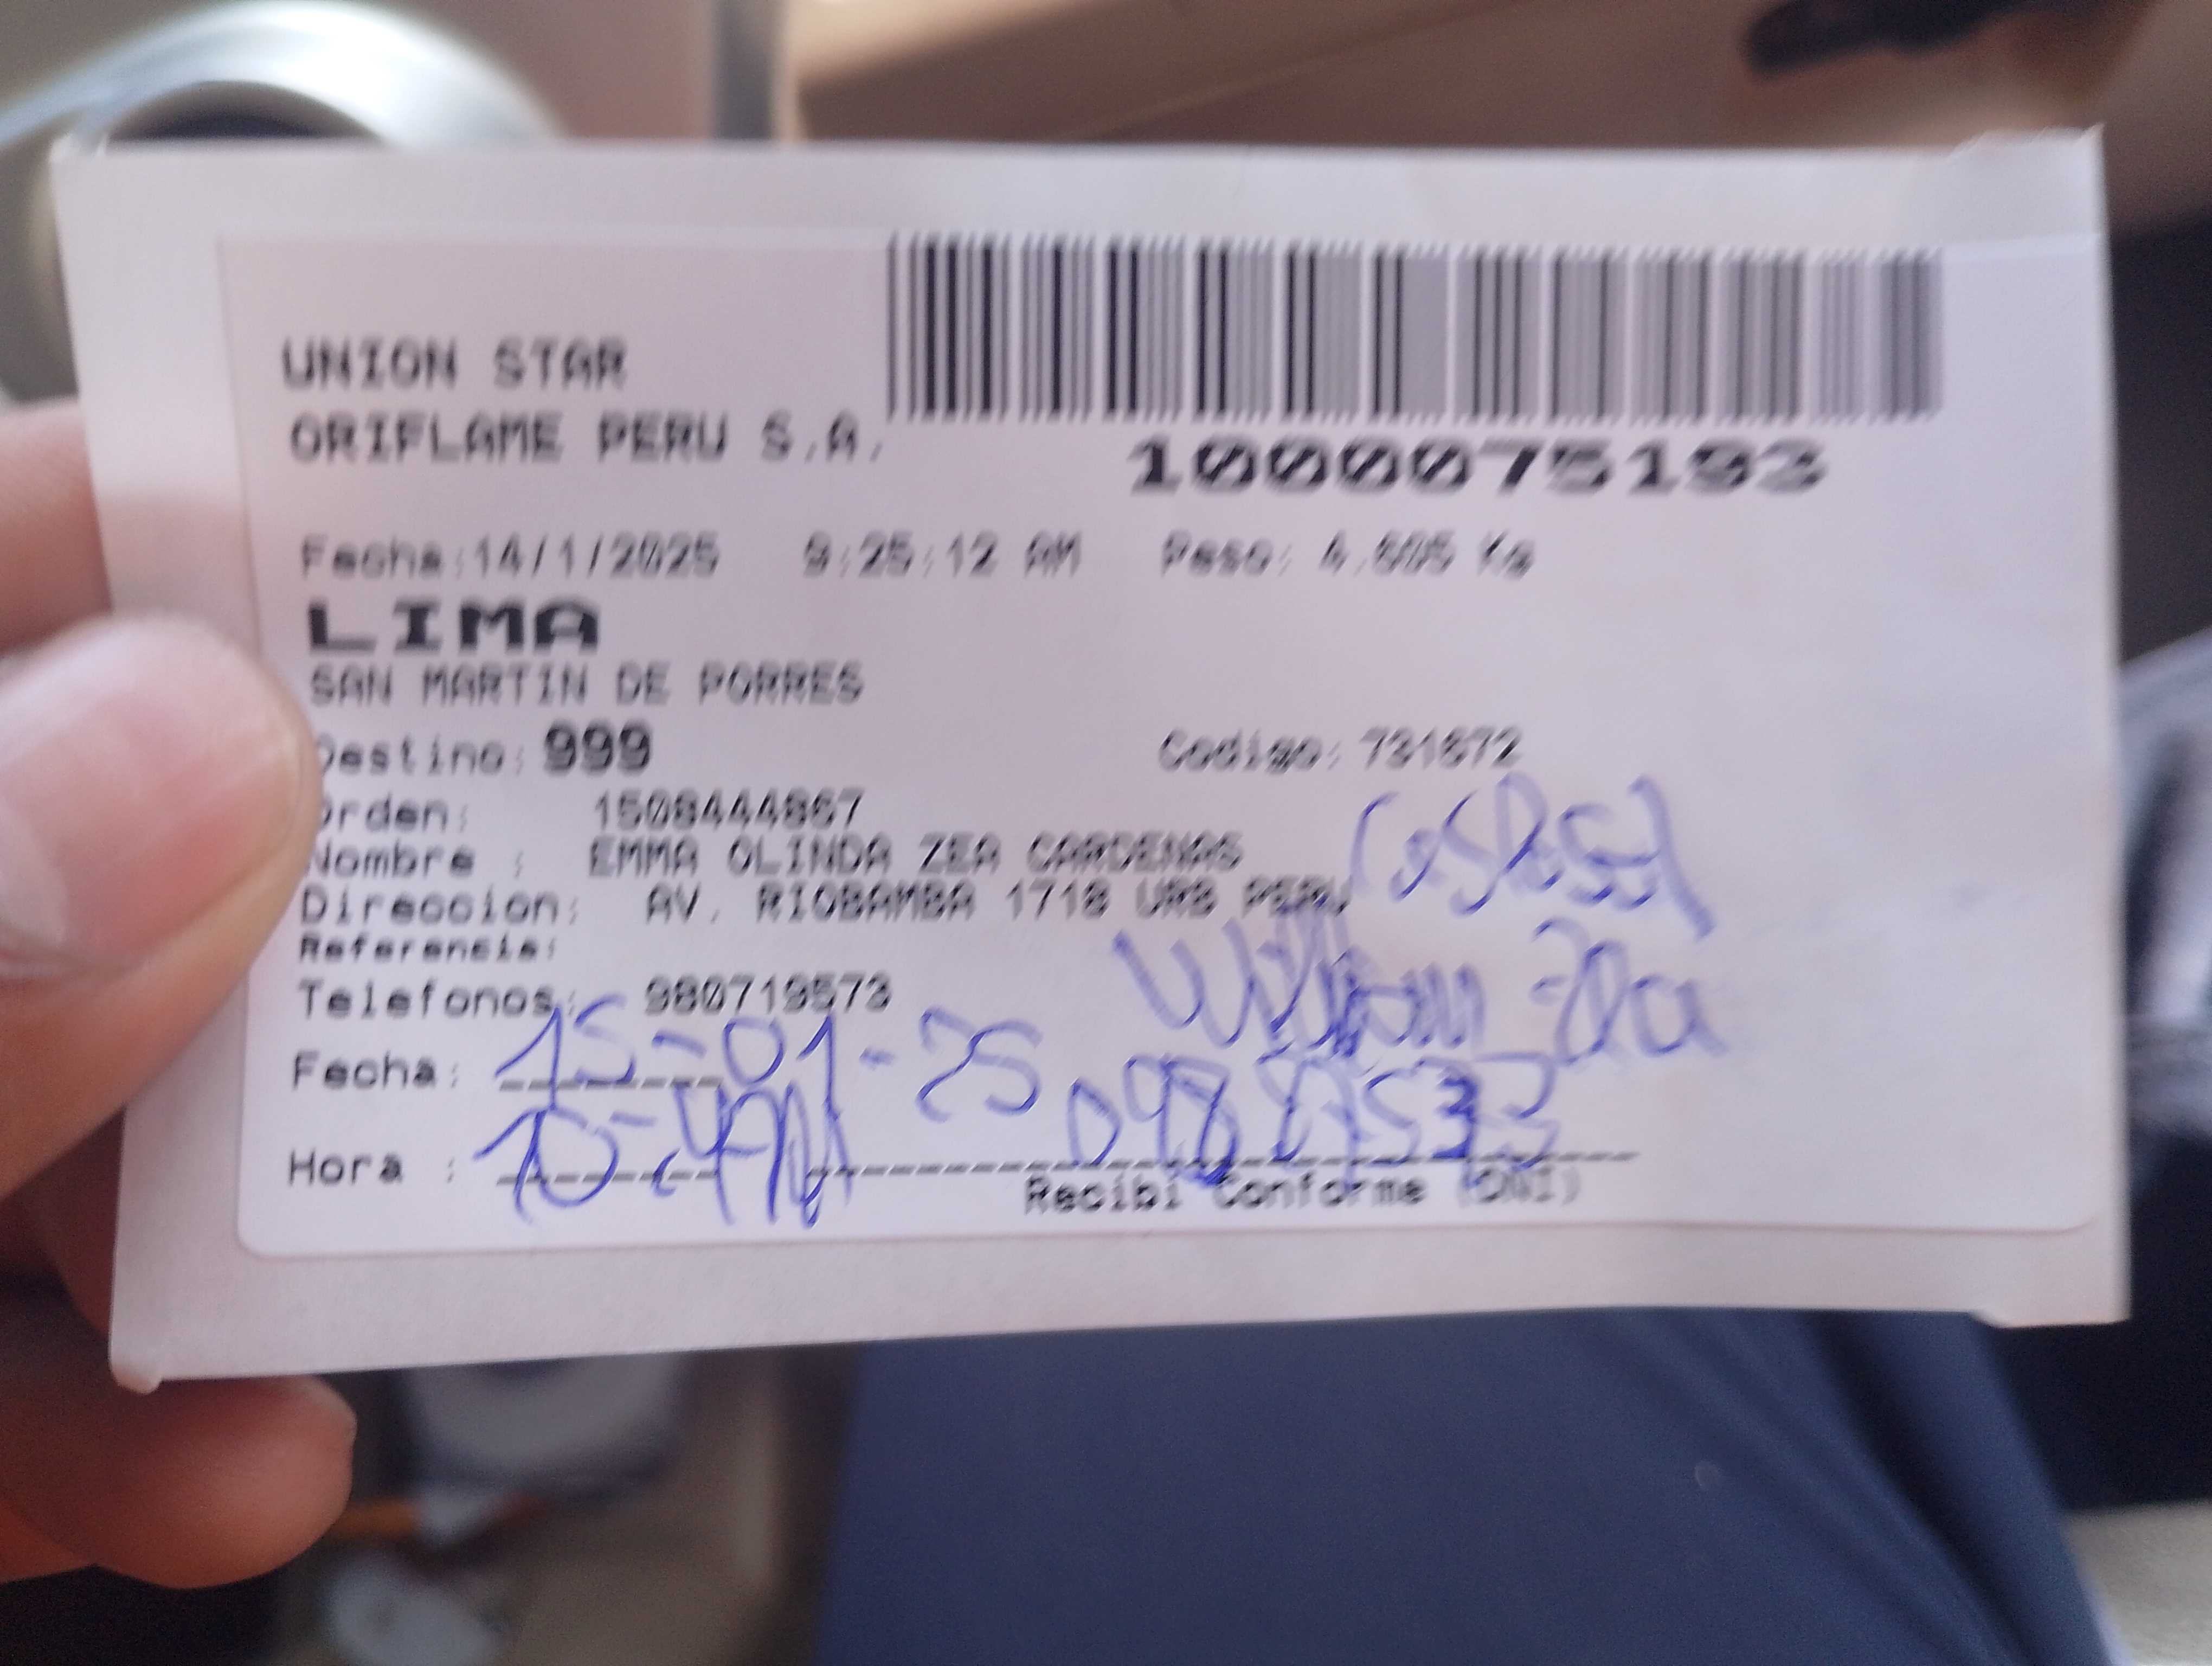 UNION STAR
ORIFLAME PERU S.A.
1000075193
Fecha:14/1/2025 9:25:12 AM Peso: 4.605 Kg
LIMA
SAN MARTIN DE PORRES
Destino: 999 Codigo: 731672
Orden: 1508444867
Nombre : EMMA OLINDA ZEA CARDENAS
Direccion: AV. RIOBAMBA 1718 URB PERU
Referencia:
William Zea
Telefonos: 980719573
Fecha: 15-01-25
Hora :
Recibi Conforme (DNI)